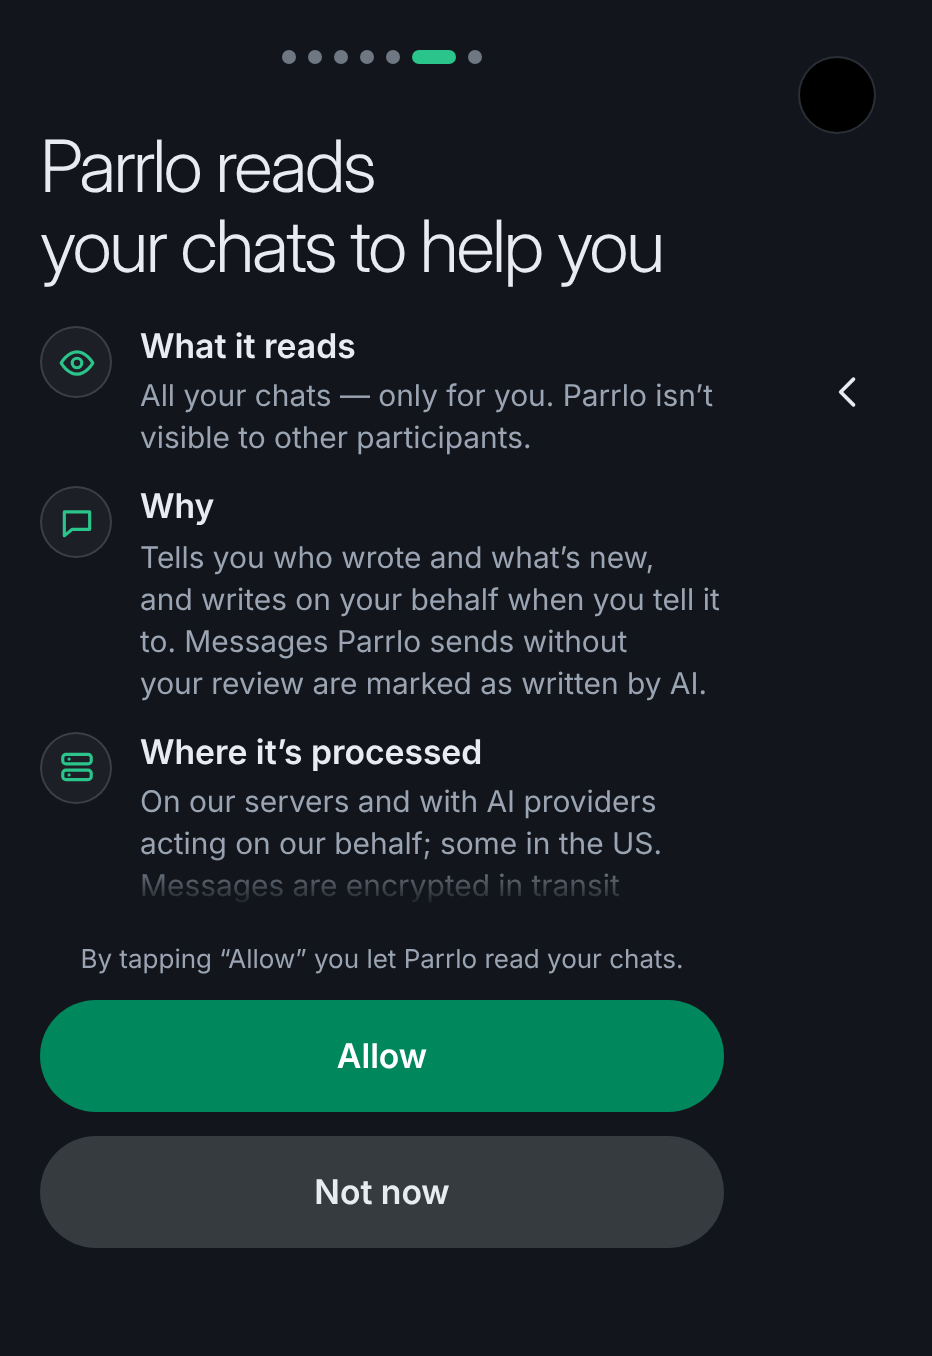 Parrlo reads
your chats to help you
What it reads
All your chats — only for you. Parrlo isn’t
visible to other participants.
Why
Tells you who wrote and what’s new,
and writes on your behalf when you tell it
to. Messages Parrlo sends without
your review are marked as written by AI.
Where it’s processed
On our servers and with AI providers
acting on our behalf; some in the US.
Messages are encrypted in transit
By tapping “Allow” you let Parrlo read your chats.
Allow
Not now